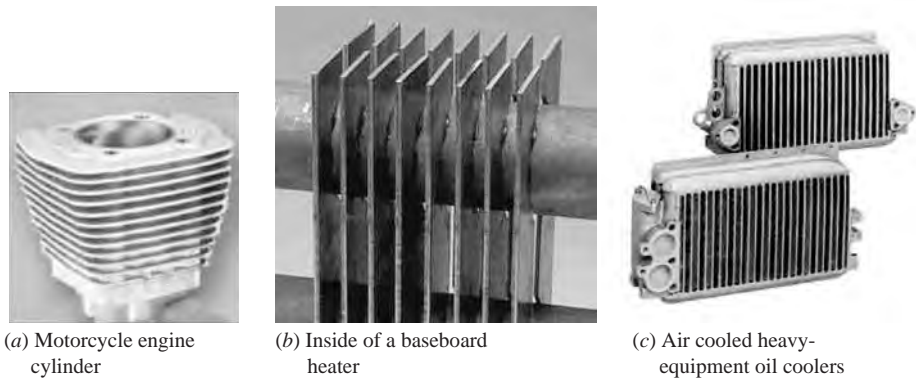 (a) Motorcycle engine
cylinder
(b) Inside of a baseboard
heater
(c) Air cooled heavy-
equipment oil coolers